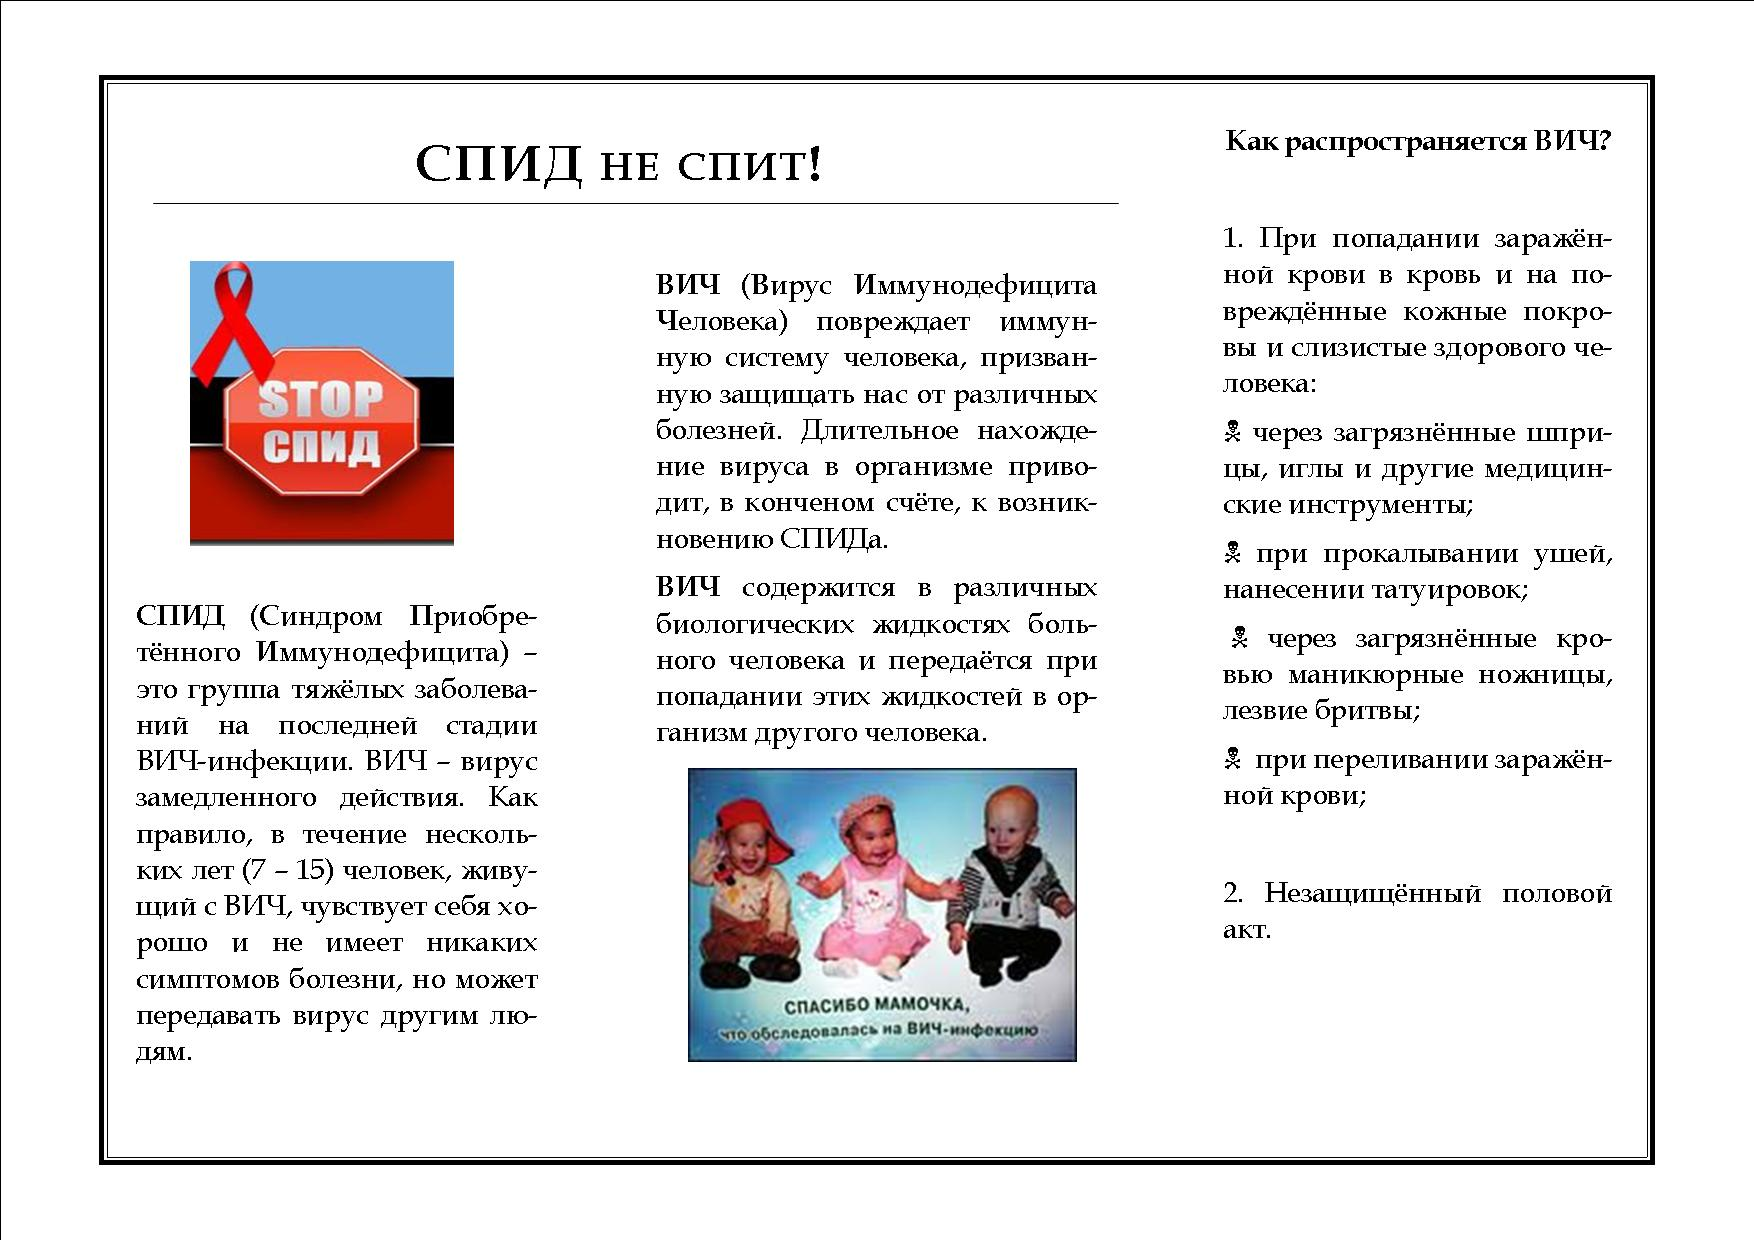 СПИД НЕ СПИТ!
STOP
СПИД
СПИД (Синдром Приобре-
тённого Иммунодефицита) –
это группа тяжёлых заболева-
ний на последней стадии
ВИЧ-инфекции. ВИЧ – вирус
замедленного действия. Как
правило, в течение несколь-
ких лет (7 – 15) человек, живу-
щий с ВИЧ, чувствует себя хо-
рошо и не имеет никаких
симптомов болезни, но может
передавать вирус другим лю-
дям.
ВИЧ (Вирус Иммунодефицита
Человека) повреждает иммун-
ную систему человека, призван-
ную защищать нас от различных
болезней. Длительное нахожде-
ние вируса в организме приво-
дит, в конченом счёте, к возник-
новению СПИДа.
ВИЧ содержится в различных
биологических жидкостях боль-
ного человека и передаётся при
попадании этих жидкостей в ор-
ганизм другого человека.
СПАСИБО МАМОЧКА,
что обследовалась на ВИЧ-инфекцию
Как распространяется ВИЧ?
1. При попадании заражён-
ной крови в кровь и на по-
вреждённые кожные покро-
вы и слизистые здорового че-
ловека:
☠ через загрязнённые шпри-
цы, иглы и другие медицин-
ские инструменты;
☠ при прокалывании ушей,
нанесении татуировок;
☠ через загрязнённые кро-
вью маникюрные ножницы,
лезвие бритвы;
☠ при переливании заражён-
ной крови;
2. Незащищённый половой
акт.